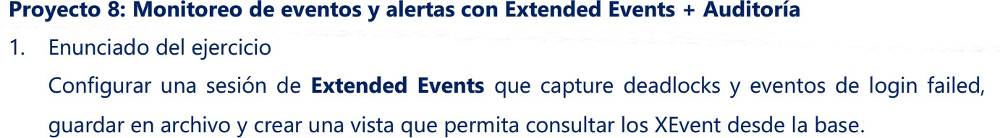 Proyecto 8: Monitoreo de eventos y alertas con Extended Events + Auditoría
1. Enunciado del ejercicio
Configurar una sesión de Extended Events que capture deadlocks y eventos de login failed,
guardar en archivo y crear una vista que permita consultar los XEvent desde la base.